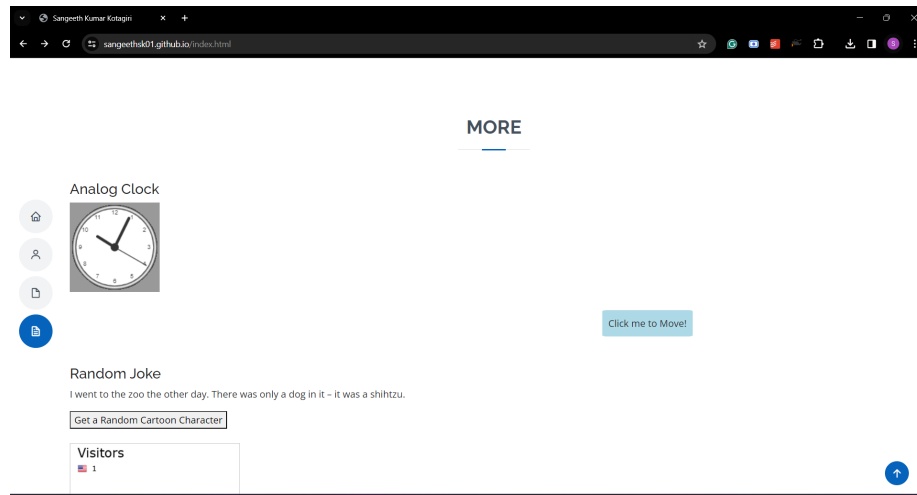 Sangeeth Kumar Kotagiri
sangeethsk01.github.io/index.html
S
MORE
Analog Clock
12
11 1
10 2
9 3
8 4
7 5
6
Click me to Move!
Random Joke
I went to the zoo the other day. There was only a dog in it – it was a shihtzu.
Get a Random Cartoon Character
Visitors
1